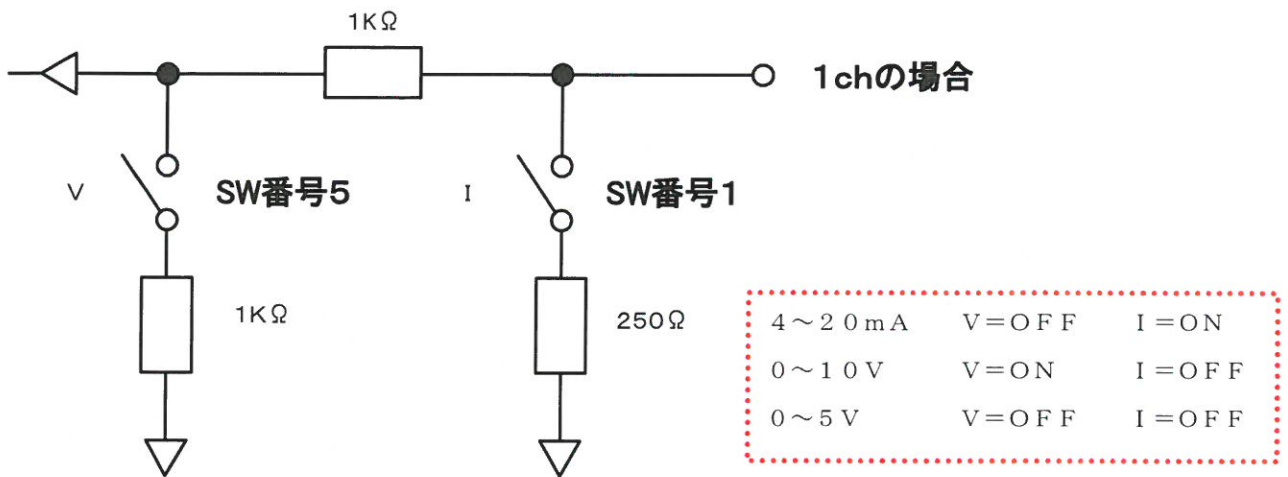 1KΩ
1chの場合
V
SW番号5
I
SW番号1
1KΩ
250Ω
4～20mA V=OFF I=ON
0～10V V=ON I=OFF
0～5V V=OFF I=OFF